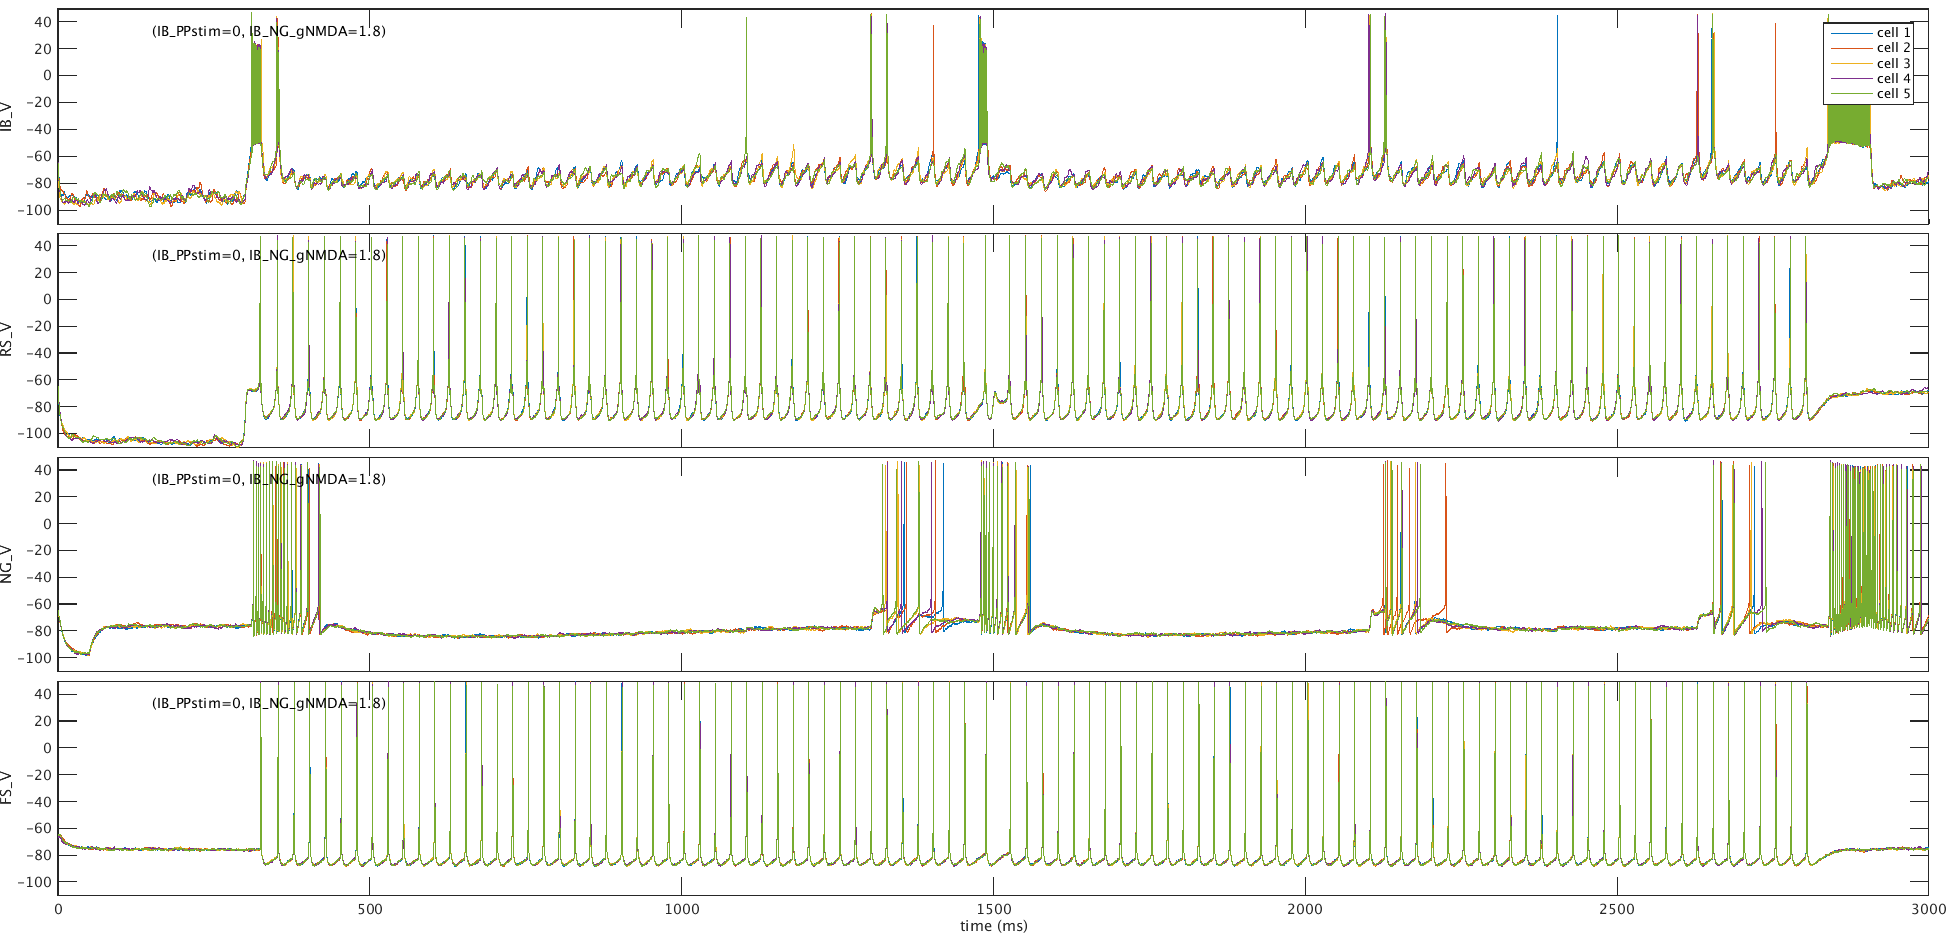 40
20
0
−20
−40
−60
−80
−100
IB_V
(IB_PPstim=0, IB_NG_gNMDA=1.8)
cell 1
cell 2
cell 3
cell 4
cell 5
40
20
0
−20
−40
−60
−80
−100
RS_V
(IB_PPstim=0, IB_NG_gNMDA=1.8)
40
20
0
−20
−40
−60
−80
−100
NG_V
(IB_PPstim=0, IB_NG_gNMDA=1.8)
40
20
0
−20
−40
−60
−80
−100
FS_V
(IB_PPstim=0, IB_NG_gNMDA=1.8)
0 500 1000 1500 2000 2500 3000
time (ms)